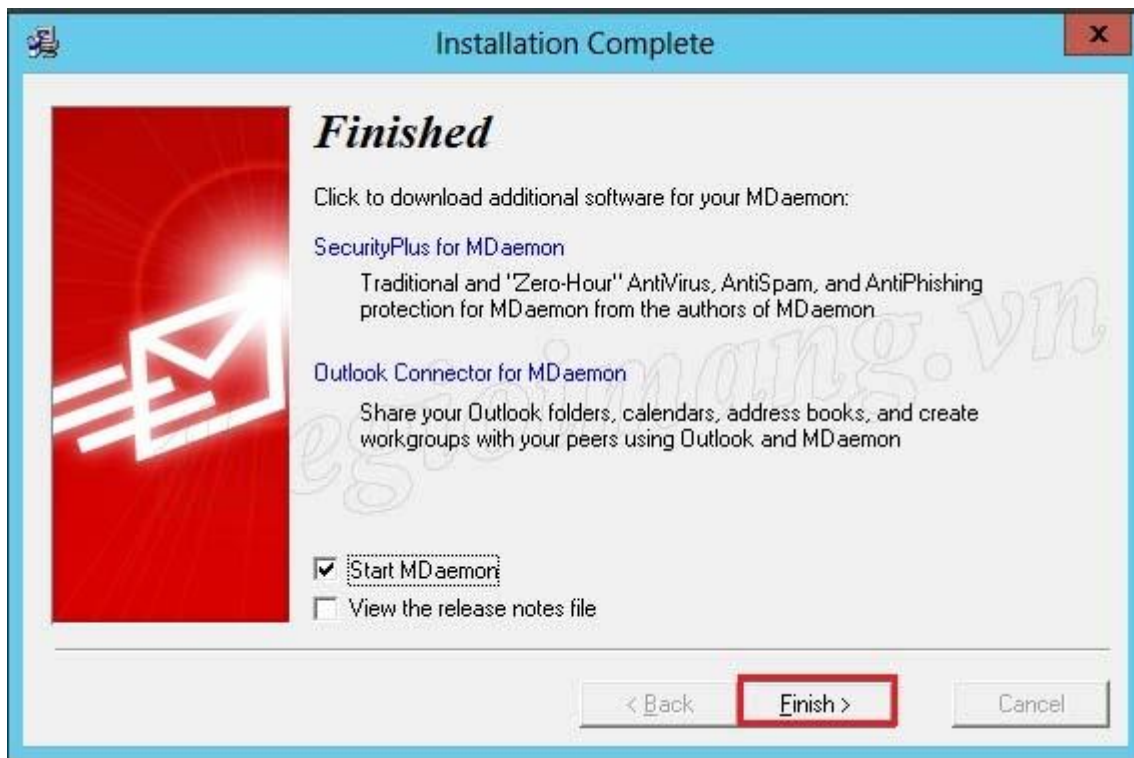 Installation Complete
x
Finished
Click to download additional software for your MDaemon:
SecurityPlus for MDaemon
Traditional and "Zero-Hour" AntiVirus, AntiSpam, and AntiPhishing
protection for MDaemon from the authors of MDaemon
Outlook Connector for MDaemon
Share your Outlook folders, calendars, address books, and create
workgroups with your peers using Outlook and MDaemon
Start MDaemon
View the release notes file
< Back Finish > Cancel